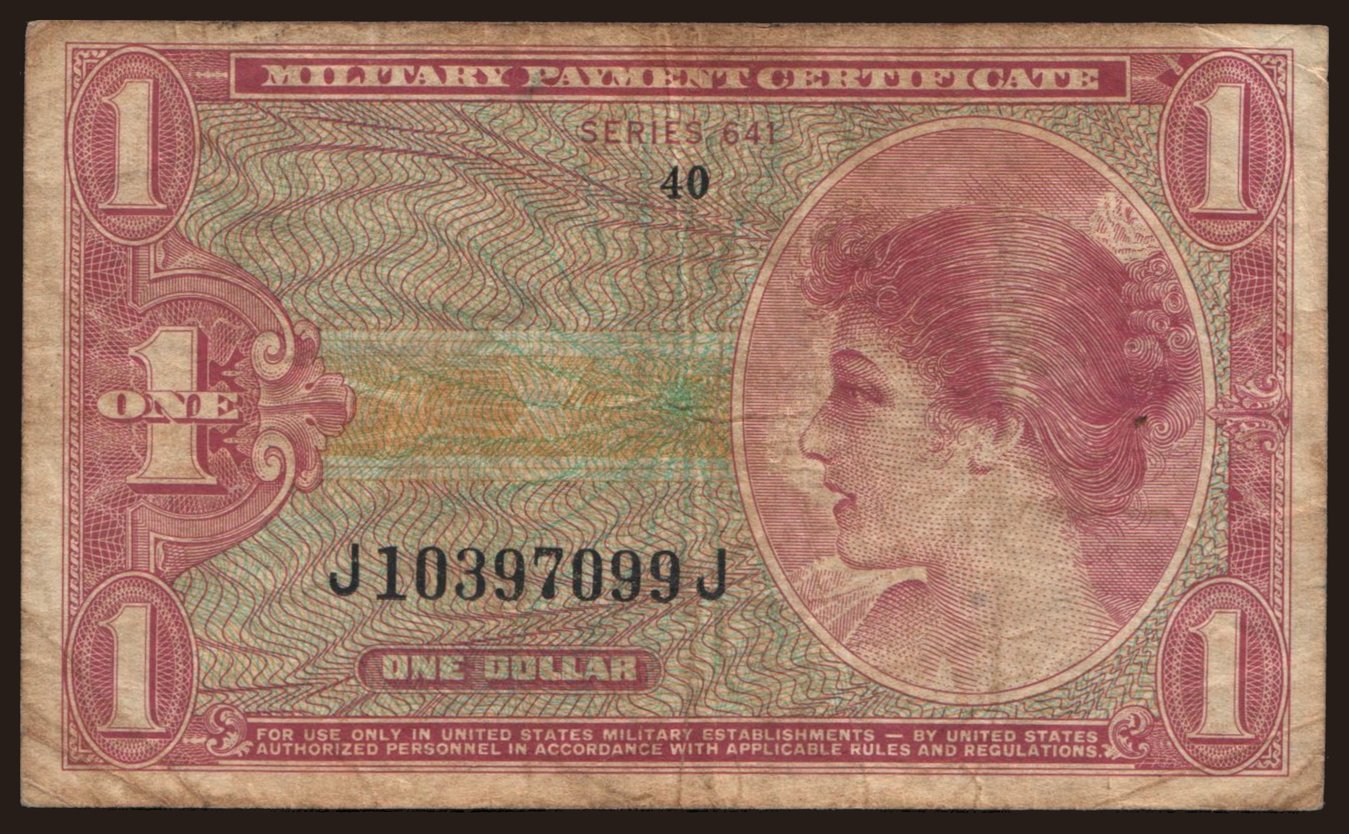 MILITARY PAYMENT CERTIFICATE
1
1
SERIES 641
40
1
ONE
J10397099J
ONE DOLLAR
1
1
FOR USE ONLY IN UNITED STATES MILITARY ESTABLISHMENTS — BY UNITED STATES
AUTHORIZED PERSONNEL IN ACCORDANCE WITH APPLICABLE RULES AND REGULATIONS.